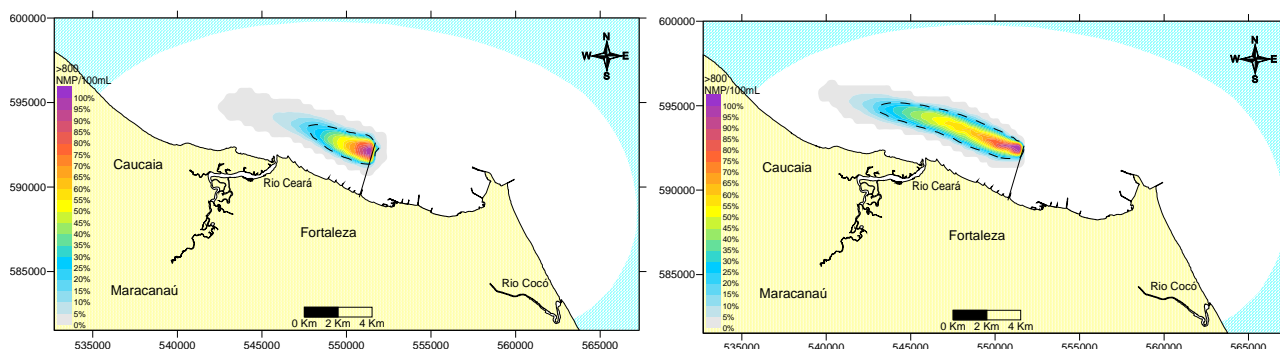 600000
595000
590000
585000
535000 540000 545000 550000 555000 560000 565000
N
W E
S
>800
NMP/100mL
100%
95%
90%
85%
80%
75%
70%
65%
60%
55%
50%
45%
40%
35%
30%
25%
20%
15%
10%
5%
0%
Caucaia
Rio Ceará
Fortaleza
Maracanaú
Rio Cocó
0 Km 2 Km 4 Km
600000
595000
590000
585000
535000 540000 545000 550000 555000 560000 565000
N
W E
S
>800
NMP/100mL
100%
95%
90%
85%
80%
75%
70%
65%
60%
55%
50%
45%
40%
35%
30%
25%
20%
15%
10%
5%
0%
Caucaia
Rio Ceará
Fortaleza
Maracanaú
Rio Cocó
0 Km 2 Km 4 Km